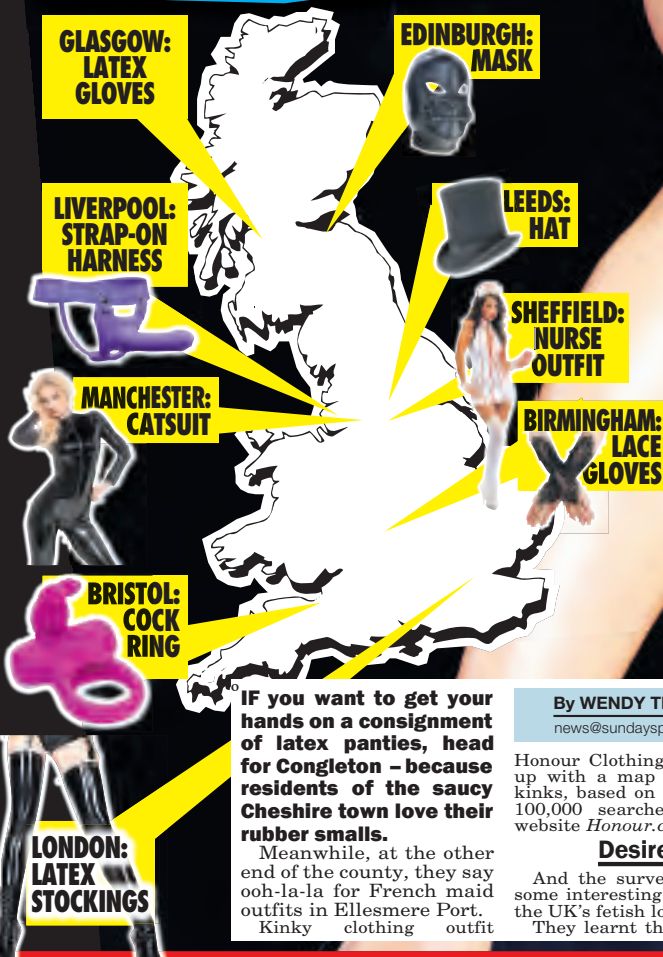 GLASGOW:
LATEX
GLOVES
EDINBURGH:
MASK
LIVERPOOL:
STRAP-ON
HARNESS
LEEDS:
HAT
SHEFFIELD:
NURSE
OUTFIT
MANCHESTER:
CATSUIT
BIRMINGHAM:
LACE
GLOVES
BRISTOL:
COCK
RING
LONDON:
LATEX
STOCKINGS
IF you want to get your
hands on a consignment
of latex panties, head
for Congleton – because
residents of the saucy
Cheshire town love their
rubber smalls.
Meanwhile, at the other
end of the county, they say
ooh-la-la for French maid
outfits in Ellesmere Port.
Kinky clothing outfit
By WENDY
news@sundaysp
Honour Clothing
up with a map
kinks, based on
100,000 searche
website Honour.c
Desire
And the surve
some interesting
the UK's fetish lo
They learnt th